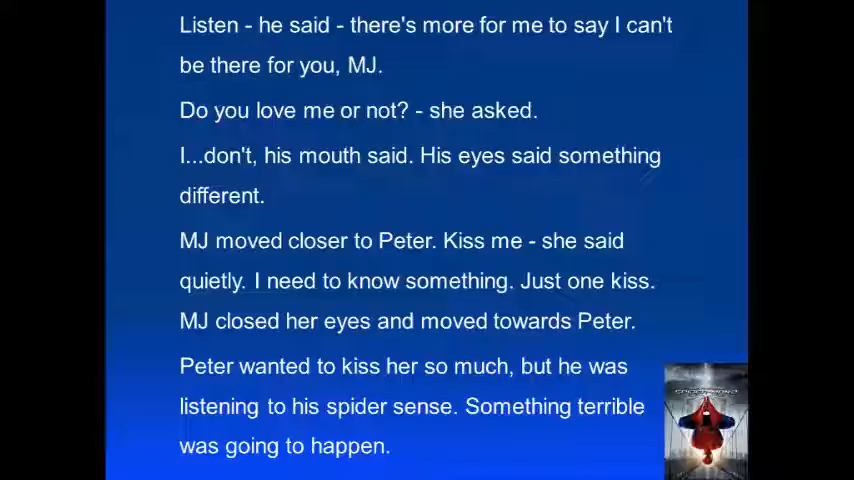 Listen - he said - there's more for me to say I can't
be there for you, MJ.
Do you love me or not? - she asked.
I...don't, his mouth said. His eyes said something
different.
MJ moved closer to Peter. Kiss me - she said
quietly. I need to know something. Just one kiss.
MJ closed her eyes and moved towards Peter.
Peter wanted to kiss her so much, but he was
listening to his spider sense. Something terrible
was going to happen.